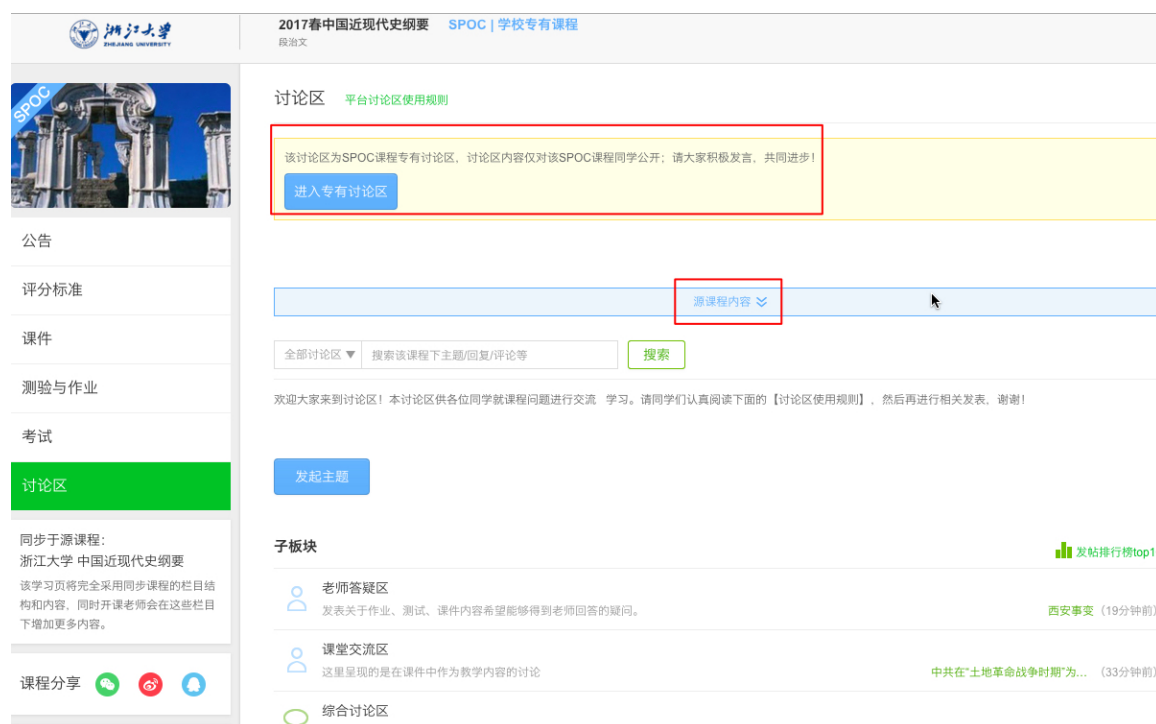 浙江大学
ZHEJIANG UNIVERSITY
2017春中国近现代史纲要 SPOC | 学校专有课程
段治文
SPOC
公告
评分标准
课件
测验与作业
考试
讨论区
同步于源课程：
浙江大学 中国近现代史纲要
该学习页将完全采用同步课程的栏目结
构和内容，同时开课老师会在这些栏目
下增加更多内容。
课程分享
讨论区 平台讨论区使用规则
该讨论区为SPOC课程专有讨论区，讨论区内容仅对该SPOC课程同学公开；请大家积极发言，共同进步！
进入专有讨论区
源课程内容
全部讨论区 搜索该课程下主题/回复/评论等 搜索
欢迎大家来到讨论区！本讨论区供各位同学就课程问题进行交流 学习。请同学们认真阅读下面的【讨论区使用规则】，然后再进行相关发表，谢谢！
发起主题
子板块 发帖排行榜top1
老师答疑区
发表关于作业、测试、课件内容希望能够得到老师回答的疑问。 西安事变（19分钟前）
课堂交流区
这里呈现的是在课件中作为教学内容的讨论 中共在"土地革命战争时期"为... （33分钟前）
综合讨论区